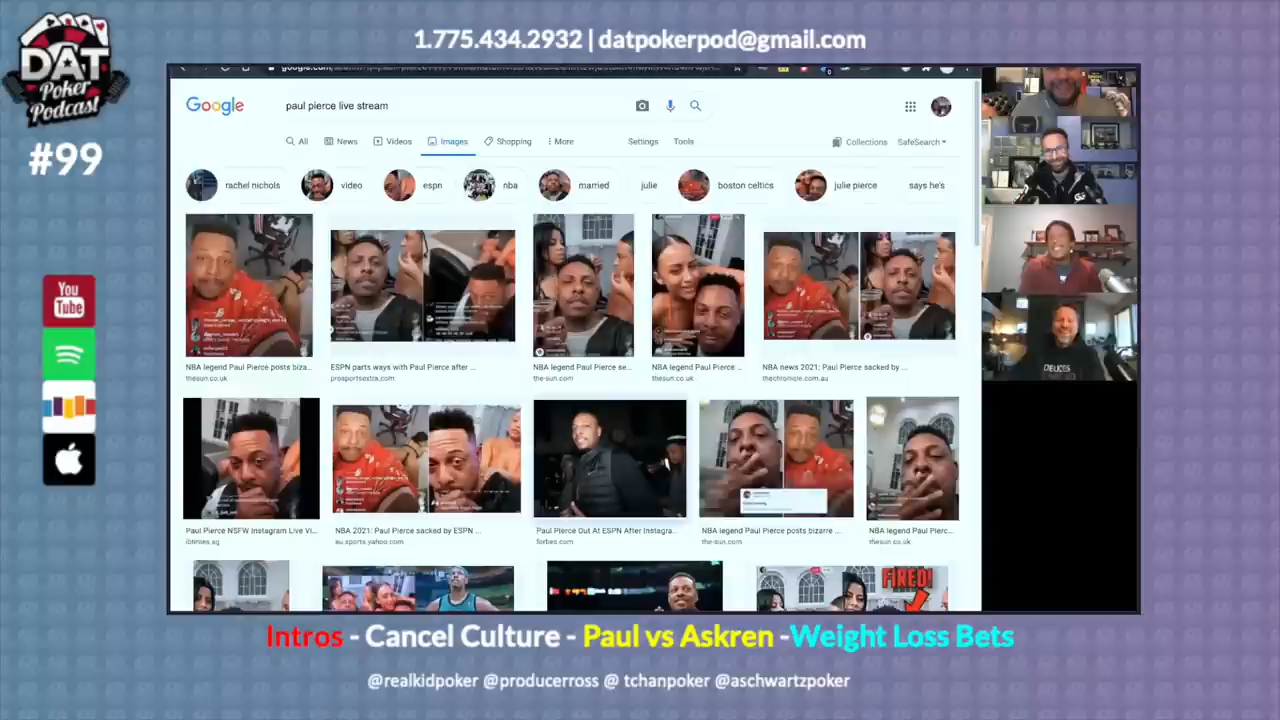 1.775.434.2932 | datpokerpod@gmail.com
DAT
Poker
Podcast
#99
You
Tube
Google
paul pierce live stream
All News Videos Images Shopping More Settings Tools
Collections SafeSearch
rachel nichols video espn nba married julie boston celtics julie pierce says he's
NBA legend Paul Pierce posts biza...
thesun.co.uk
ESPN parts ways with Paul Pierce after ...
prosportsextra.com
NBA legend Paul Pierce se...
the-sun.com
NBA legend Paul Pierce ...
thesun.co.uk
NBA news 2021: Paul Pierce sacked by ...
thechronicle.com.au
Paul Pierce NSFW Instagram Live Vi...
ibtimes.sg
NBA 2021: Paul Pierce sacked by ESPN ...
au.sports.yahoo.com
Paul Pierce Out At ESPN After Instagra...
forbes.com
NBA legend Paul Pierce posts bizarre ...
the-sun.com
NBA legend Paul Pierc...
thesun.co.uk
FIRED!
DEUCES
Intros - Cancel Culture - Paul vs Askren -Weight Loss Bets
@realkidpoker @producerross @ tchanpoker @aschwartzpoker